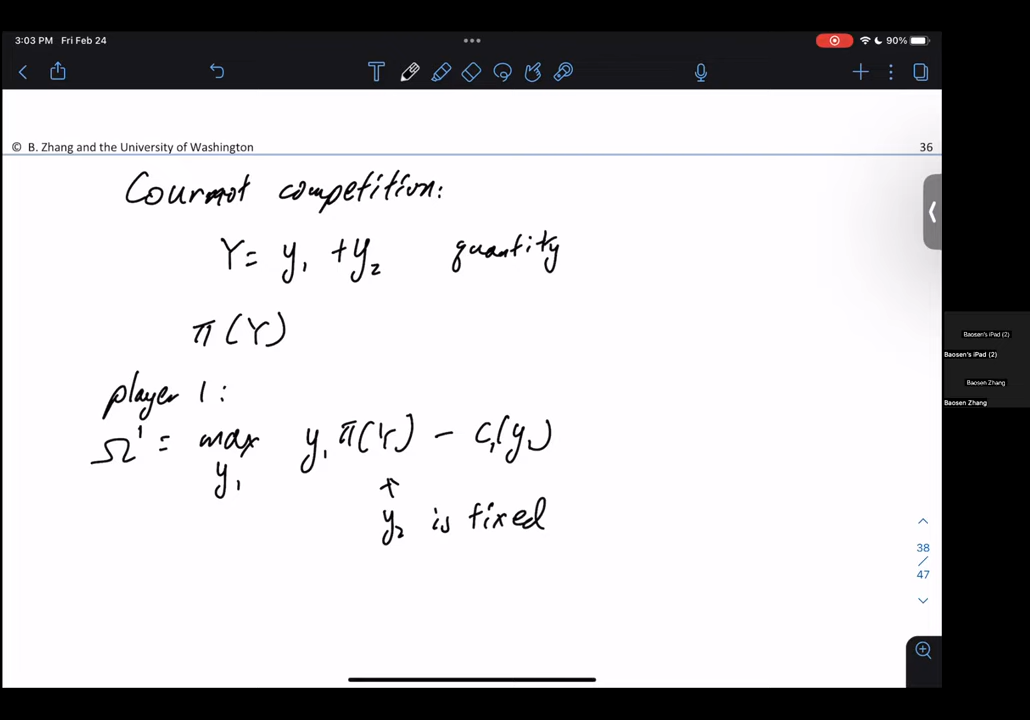 3:03 PM Fri Feb 24
90%
© B. Zhang and the University of Washington 36
Cournot competition:
Y = y₁ + y₂ quantity
π(Y)
player 1:
Ω¹ = max y₁ π(Y) − C₁(y₁)
y₁
↑
y₂ is fixed
38
/
47
Baosen's iPad (2)
Baosen's iPad (2)
Baosen Zhang
Baosen Zhang